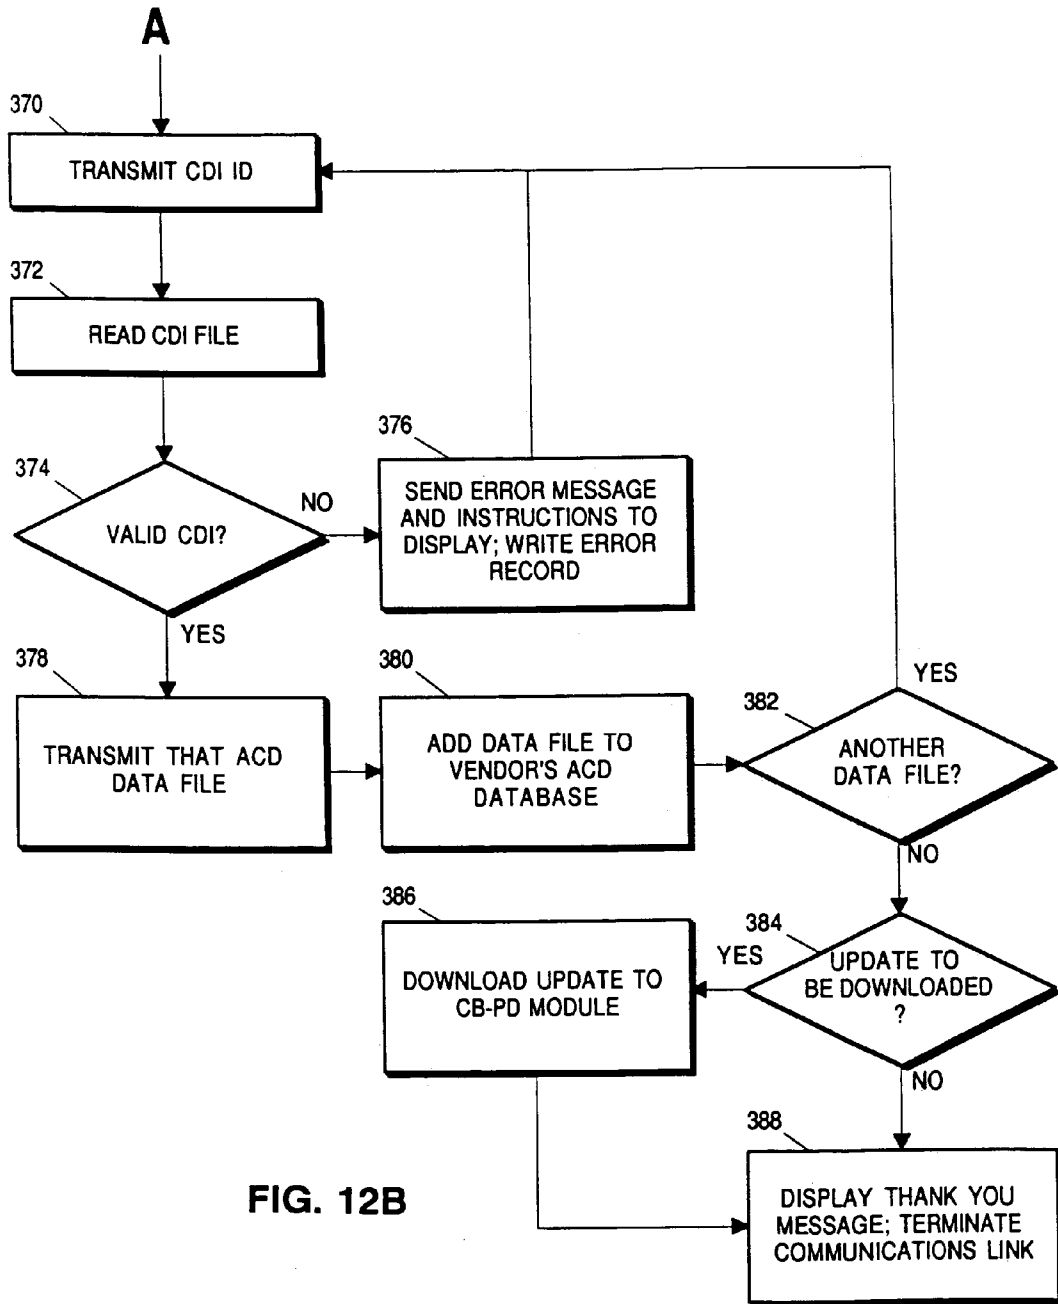 A
370
TRANSMIT CDI ID
372
READ CDI FILE
374
VALID CDI?
NO
YES
376
SEND ERROR MESSAGE
AND INSTRUCTIONS TO
DISPLAY; WRITE ERROR
RECORD
378
TRANSMIT THAT ACD
DATA FILE
380
ADD DATA FILE TO
VENDOR'S ACD
DATABASE
382
ANOTHER
DATA FILE?
YES
NO
384
UPDATE TO
BE DOWNLOADED
?
YES
NO
386
DOWNLOAD UPDATE TO
CB-PD MODULE
388
DISPLAY THANK YOU
MESSAGE; TERMINATE
COMMUNICATIONS LINK
FIG. 12B